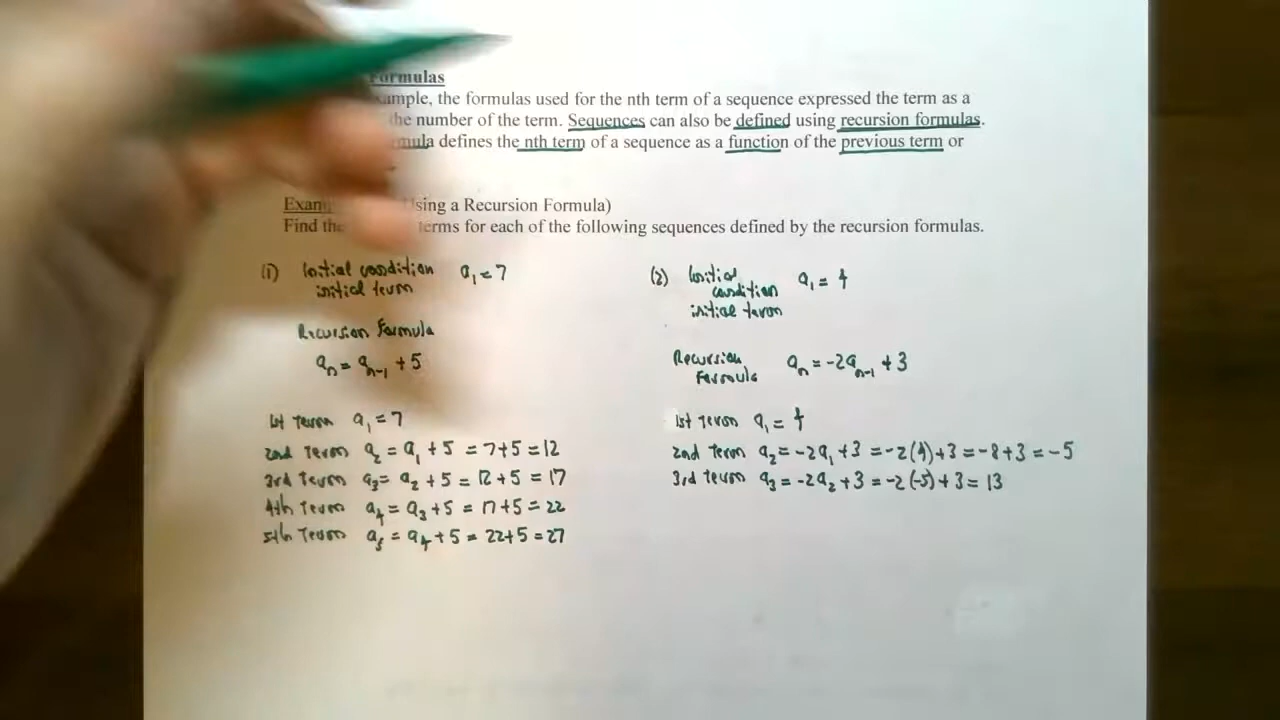 Formulas
ample, the formulas used for the nth term of a sequence expressed the term as a
the number of the term. Sequences can also be defined using recursion formulas.
mula defines the nth term of a sequence as a function of the previous term or
Exam sing a Recursion Formula)
Find the terms for each of the following sequences defined by the recursion formulas.
(1) Initial condition a₁ = 7
initial term
Recursion Formula
aₙ = aₙ₋₁ + 5
1st Term a₁ = 7
2nd Term a₂ = a₁ + 5 = 7+5 = 12
3rd Term a₃ = a₂ + 5 = 12+5 = 17
4th Term a₄ = a₃ + 5 = 17+5 = 22
5th Term a₅ = a₄ + 5 = 22+5 = 27
(2) Initial
condition a₁ = 4
initial term
Recursion
Formula aₙ = -2aₙ₋₁ + 3
1st Term a₁ = 4
2nd Term a₂ = -2a₁ + 3 = -2(4)+3 = -8+3 = -5
3rd Term a₃ = -2a₂ + 3 = -2(-5)+3 = 13